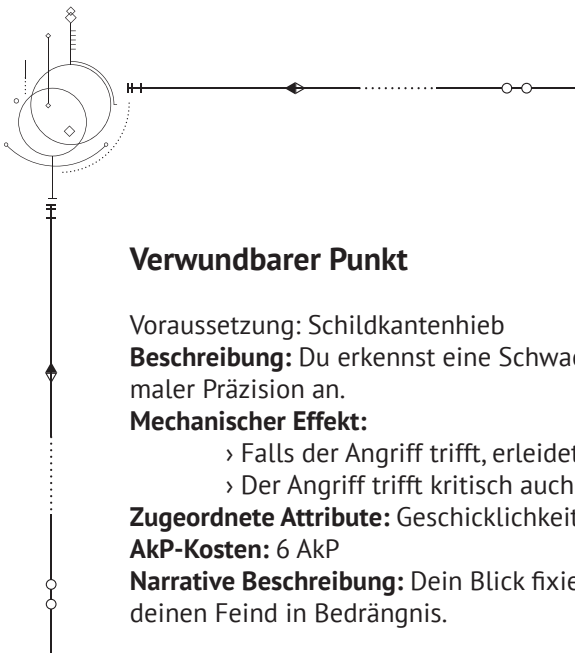 Verwundbarer Punkt
Voraussetzung: Schildkantenhieb
Beschreibung: Du erkennst eine
maler Präzision an.
Mechanischer Effekt:
› Falls der Angriff trifft, erleidet
› Der Angriff trifft kritisch auch
Zugeordnete Attribute: Geschicklichkeit
AkP-Kosten: 6 AkP
Narrative Beschreibung: Dein Blick
deinen Feind in Bedrängnis.